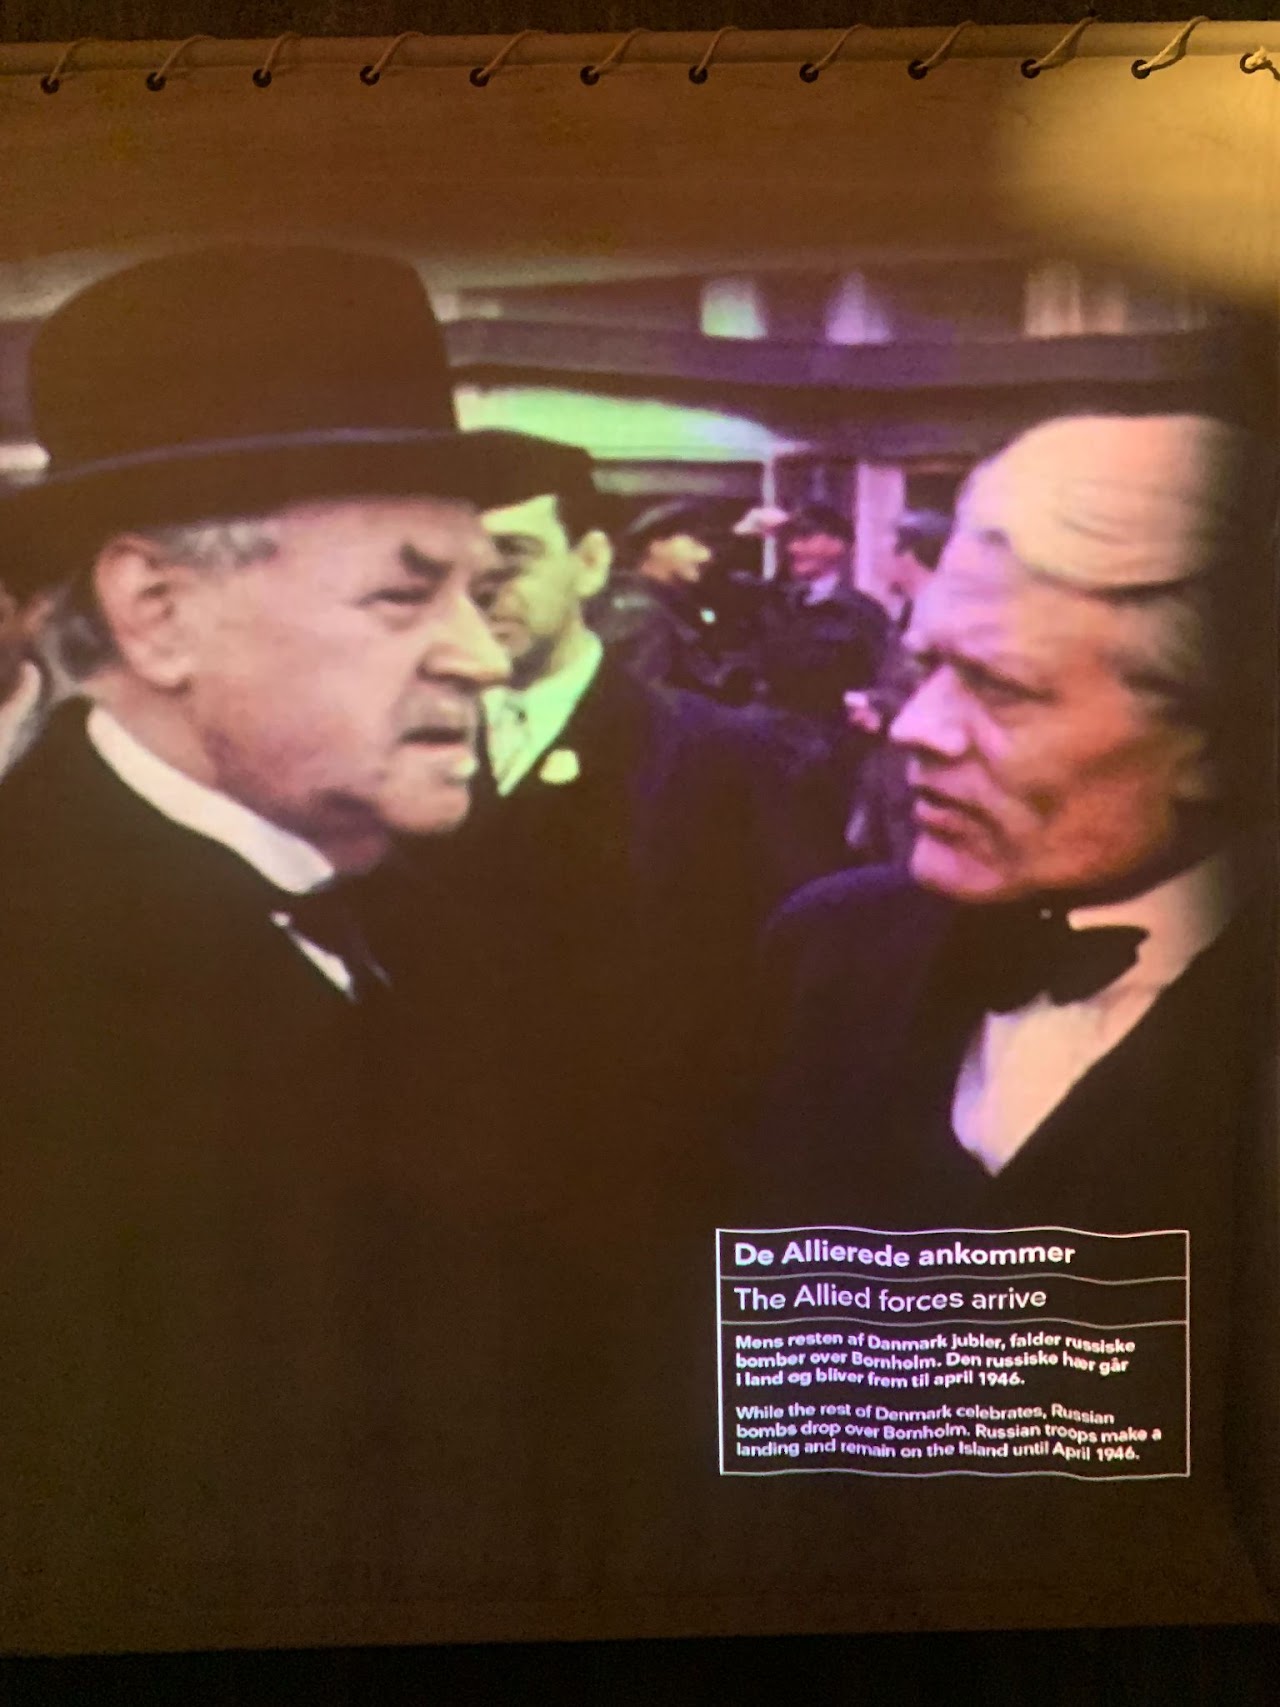 De Allierede ankommer
The Allied forces arrive
Mens resten af Danmark jubler, falder russiske
bomber over Bornholm. Den russiske hær går
i land og bliver frem til april 1946.
While the rest of Denmark celebrates, Russian
bombs drop over Bornholm. Russian troops make a
landing and remain on the Island until April 1946.